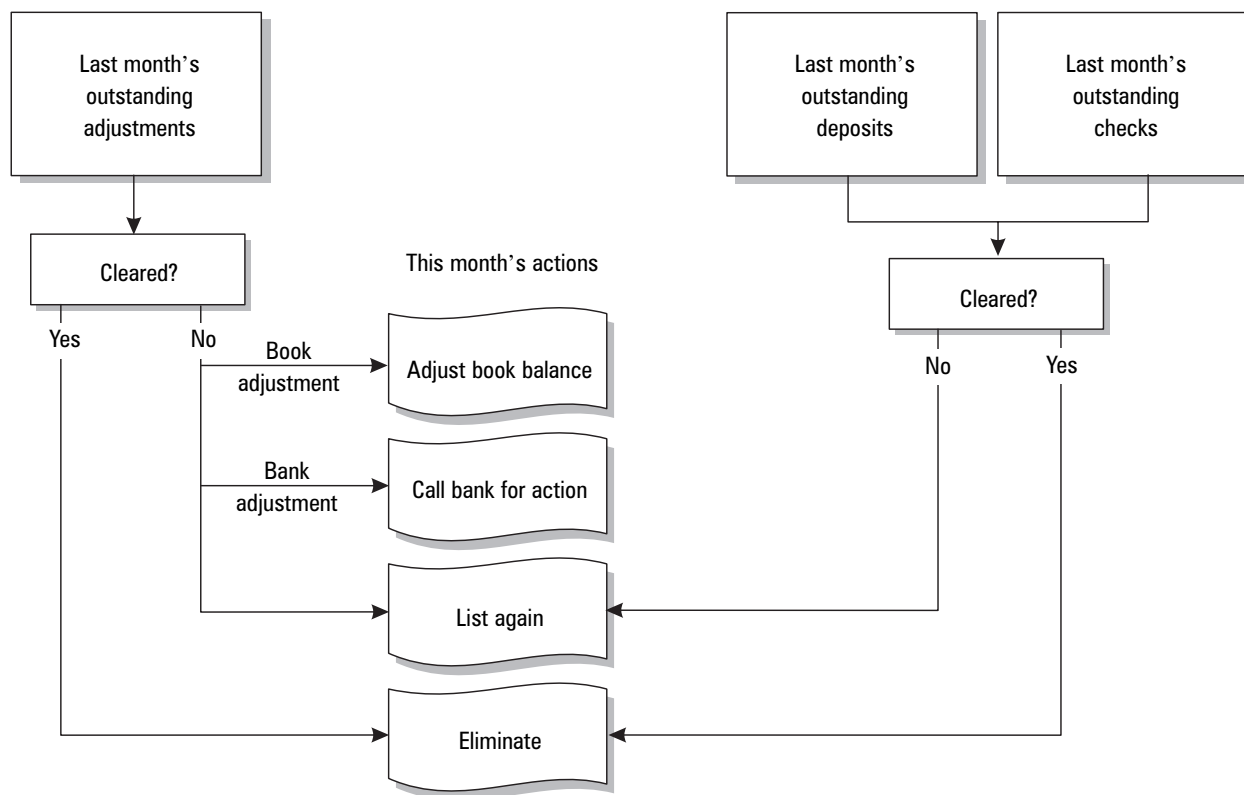 Last month’s
outstanding
adjustments
Last month’s
outstanding
deposits
Last month’s
outstanding
checks
Cleared?
This month’s actions
Cleared?
Yes
No
Book
adjustment
Adjust book balance
No
Yes
Bank
adjustment
Call bank for action
List again
Eliminate